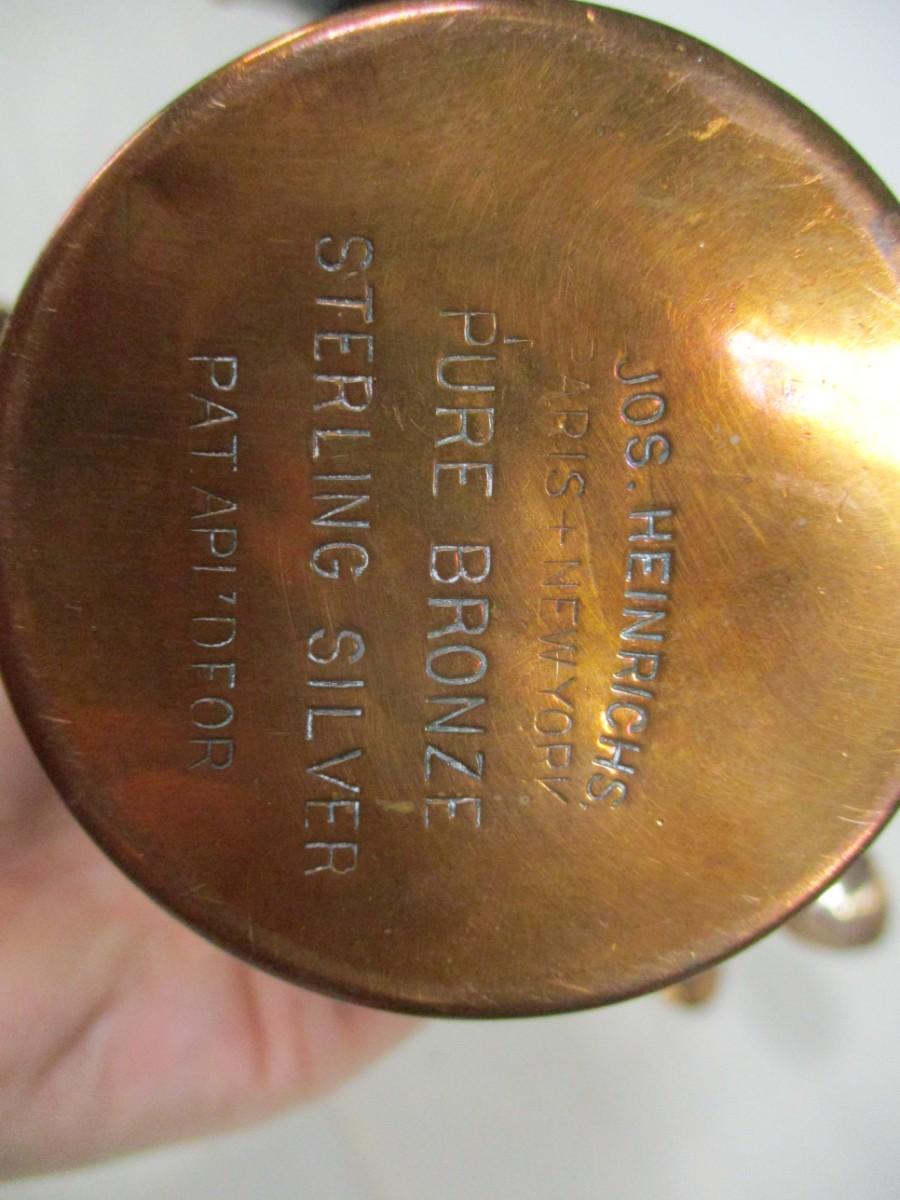 JOS. HEINRICHS
PARIS + NEW YORK
PURE BRONZE
STERLING SILVER
PAT. APL'D FOR